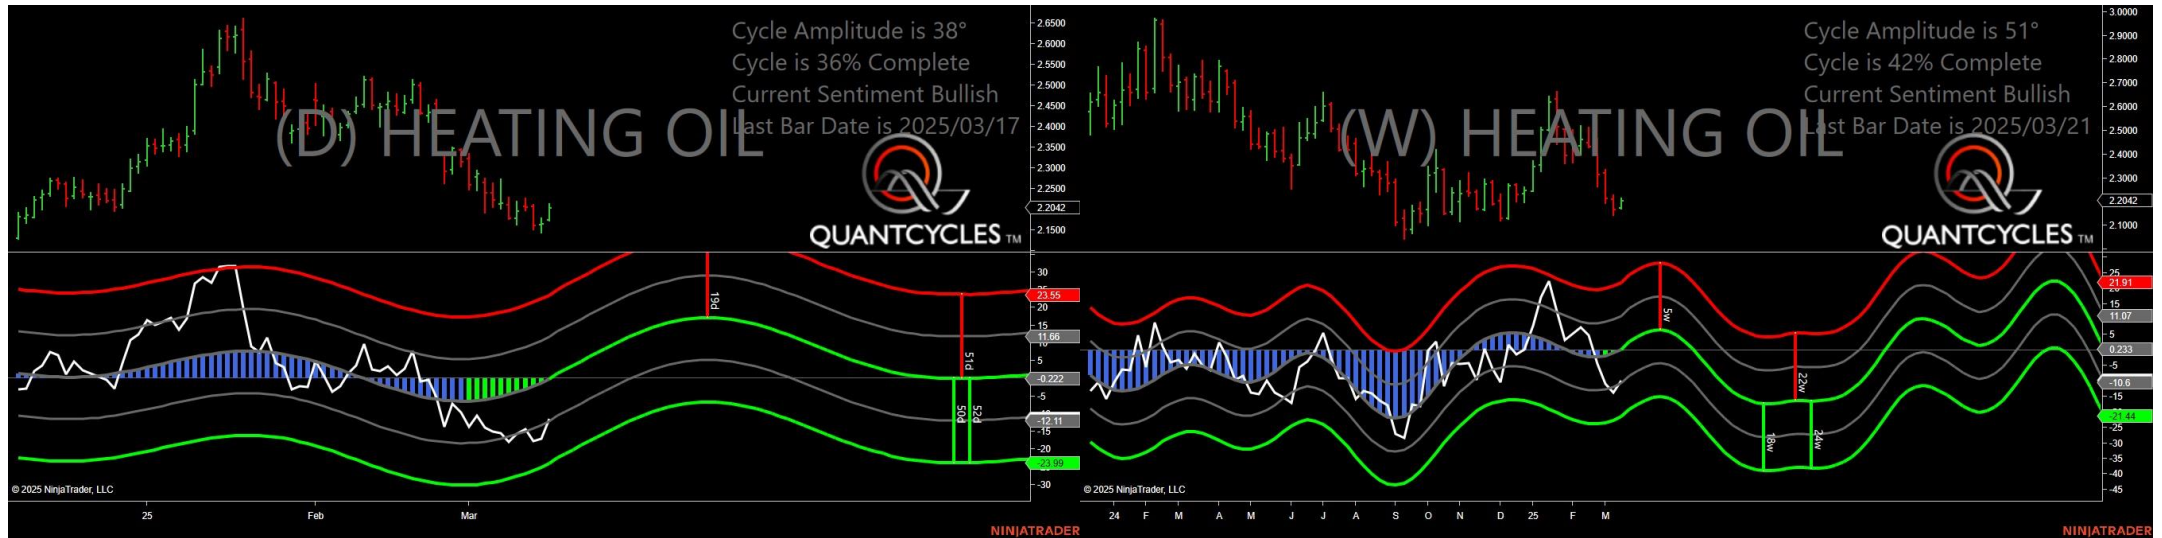 Cycle Amplitude is 38°
Cycle is 36% Complete
Current Sentiment Bullish
Last Bar Date is 2025/03/17
(D) HEATING OIL
QUANTCYCLES TM
2.6500
2.6000
2.5500
2.5000
2.4500
2.4000
2.3500
2.3000
2.2500
2.2042
2.1500
19d
51d
50d
52d
30
23.55
20
15
11.66
5
-0.222
-5
-12.11
-15
-20
-23.99
-30
© 2025 NinjaTrader, LLC
25 Feb Mar
NINJATRADER
Cycle Amplitude is 51°
Cycle is 42% Complete
Current Sentiment Bullish
Last Bar Date is 2025/03/21
(W) HEATING OIL
QUANTCYCLES TM
3.0000
2.9000
2.8000
2.7000
2.6000
2.5000
2.4000
2.3000
2.2042
2.1000
5w
22w
18w
24w
25
21.91
15
11.07
5
0.233
-5
-10.6
-15
-21.44
-25
-30
-35
-40
-45
© 2025 NinjaTrader, LLC
24 F M A M J J A S O N D 25 F M
NINJATRADER